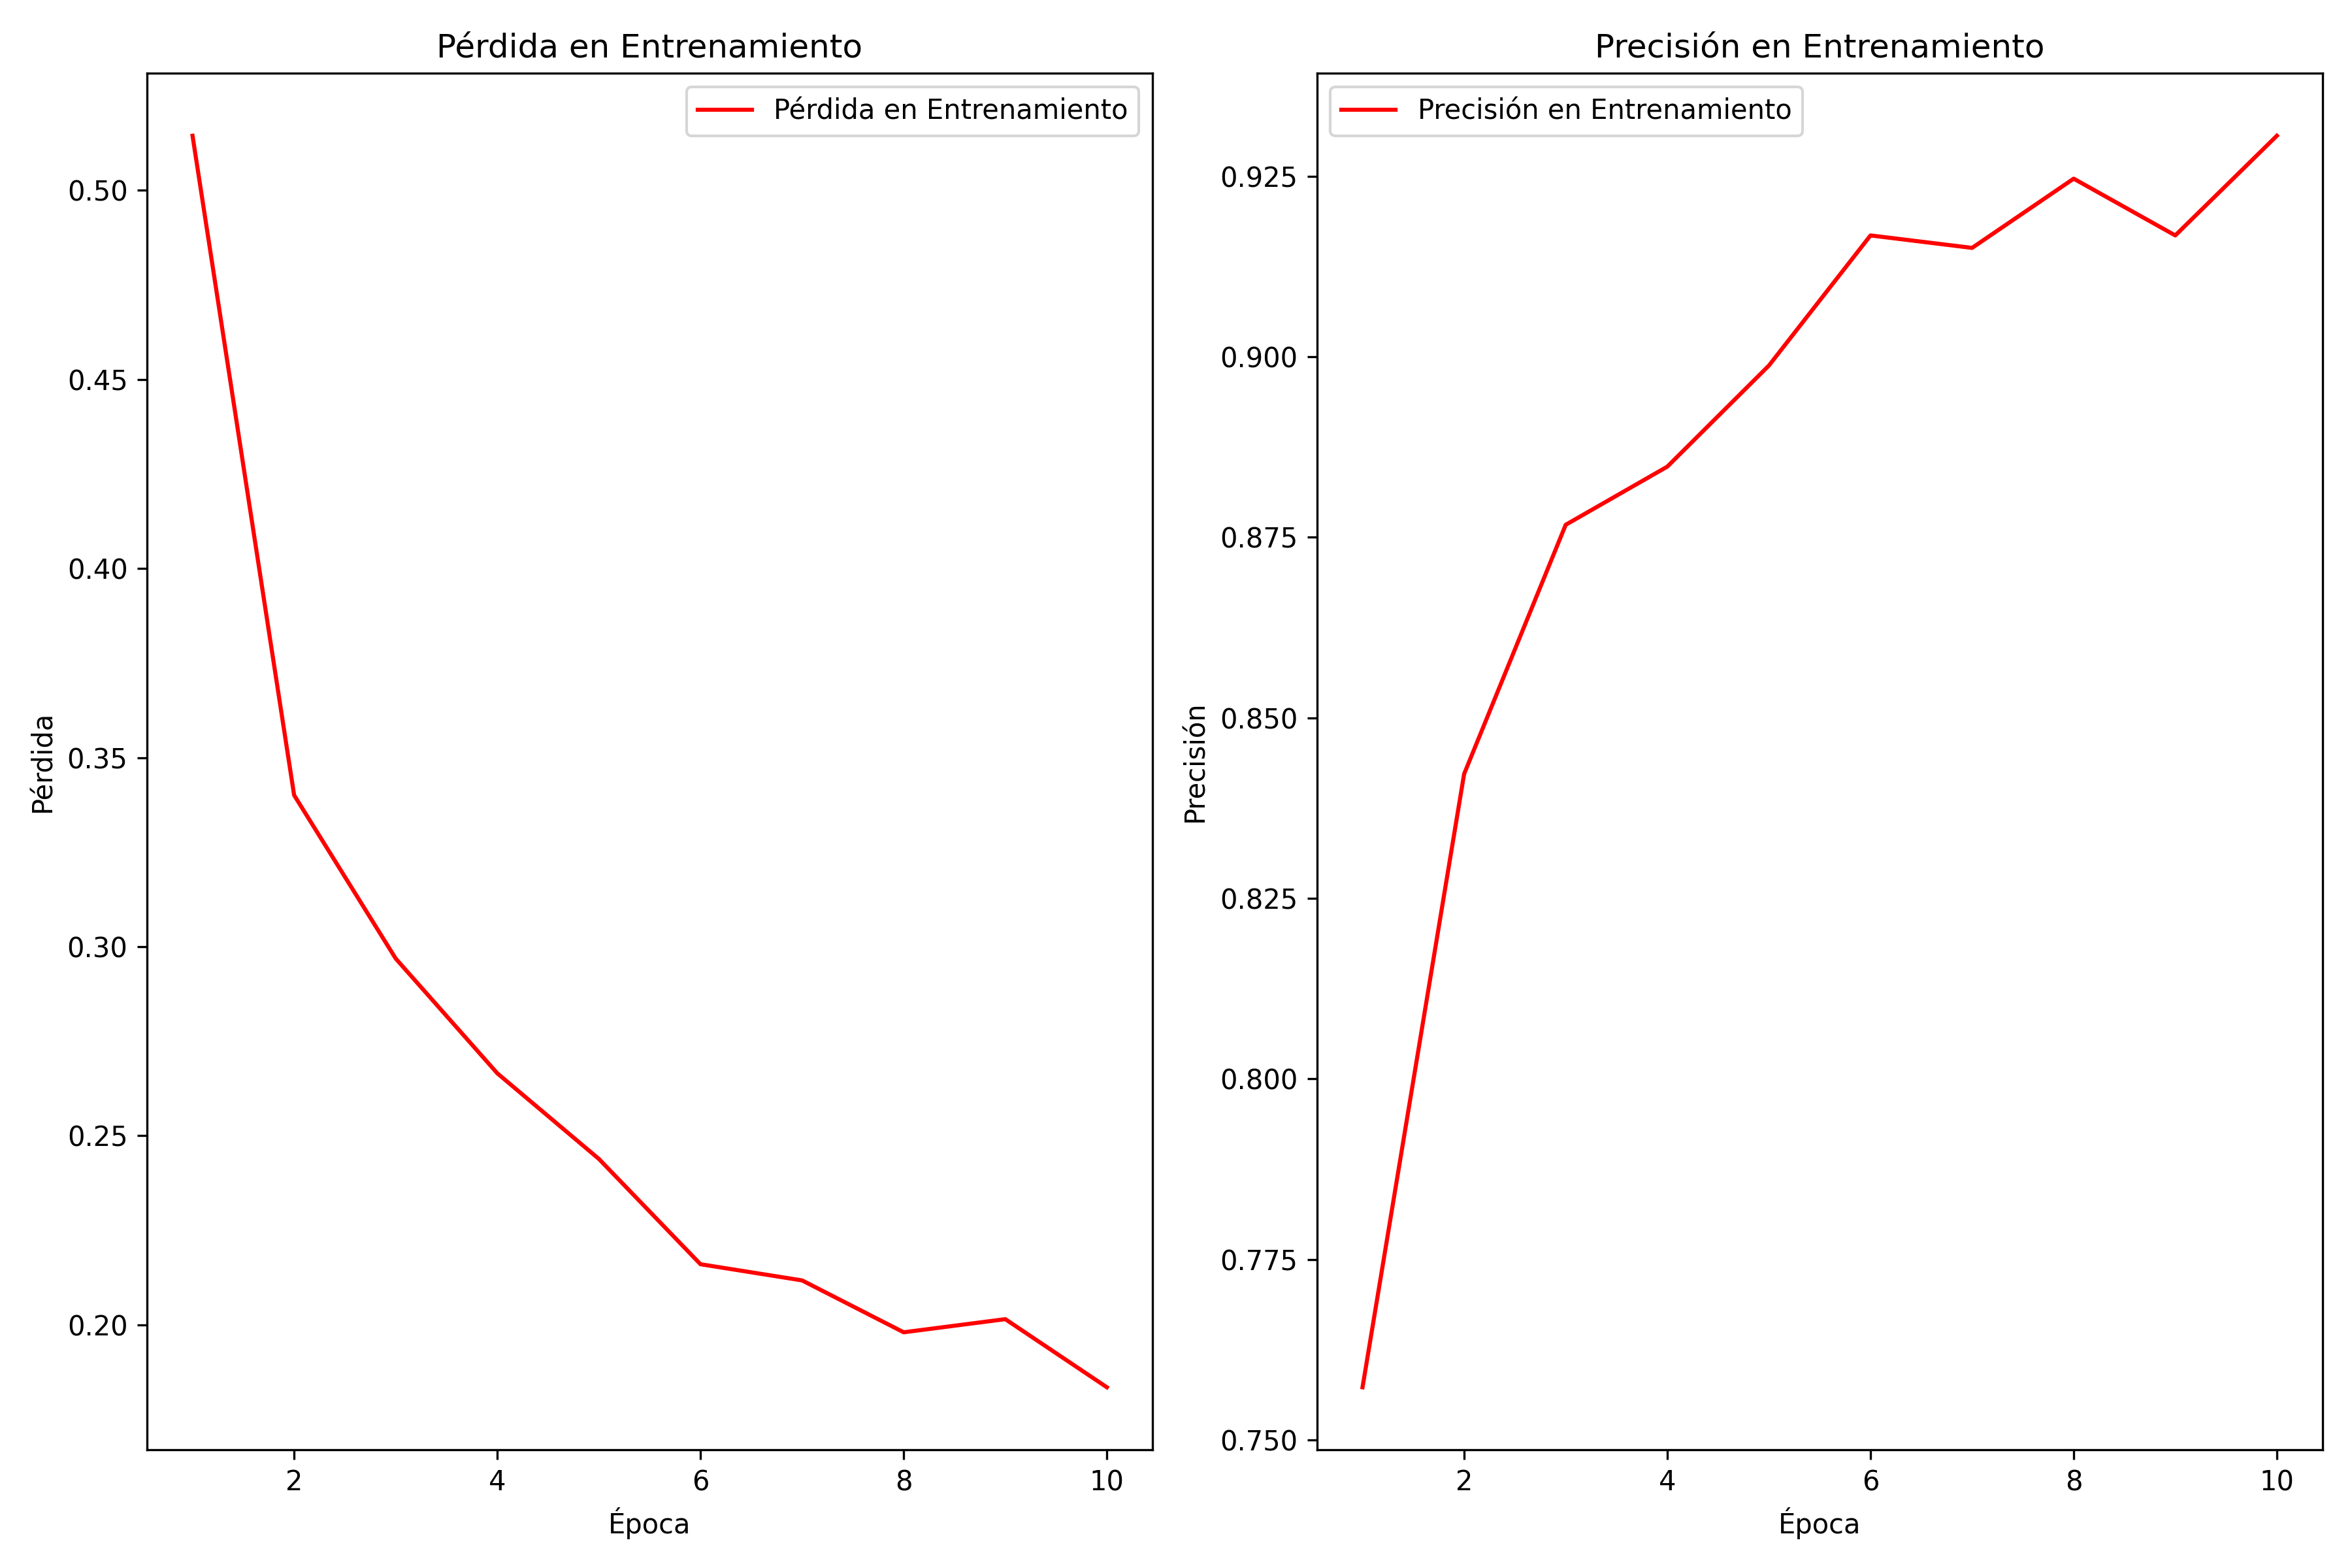 Pérdida en Entrenamiento
Pérdida en Entrenamiento
0.50
0.45
0.40
0.35
0.30
0.25
0.20
Pérdida
2 4 6 8 10
Época
Precisión en Entrenamiento
Precisión en Entrenamiento
0.925
0.900
0.875
0.850
0.825
0.800
0.775
0.750
Precisión
2 4 6 8 10
Época